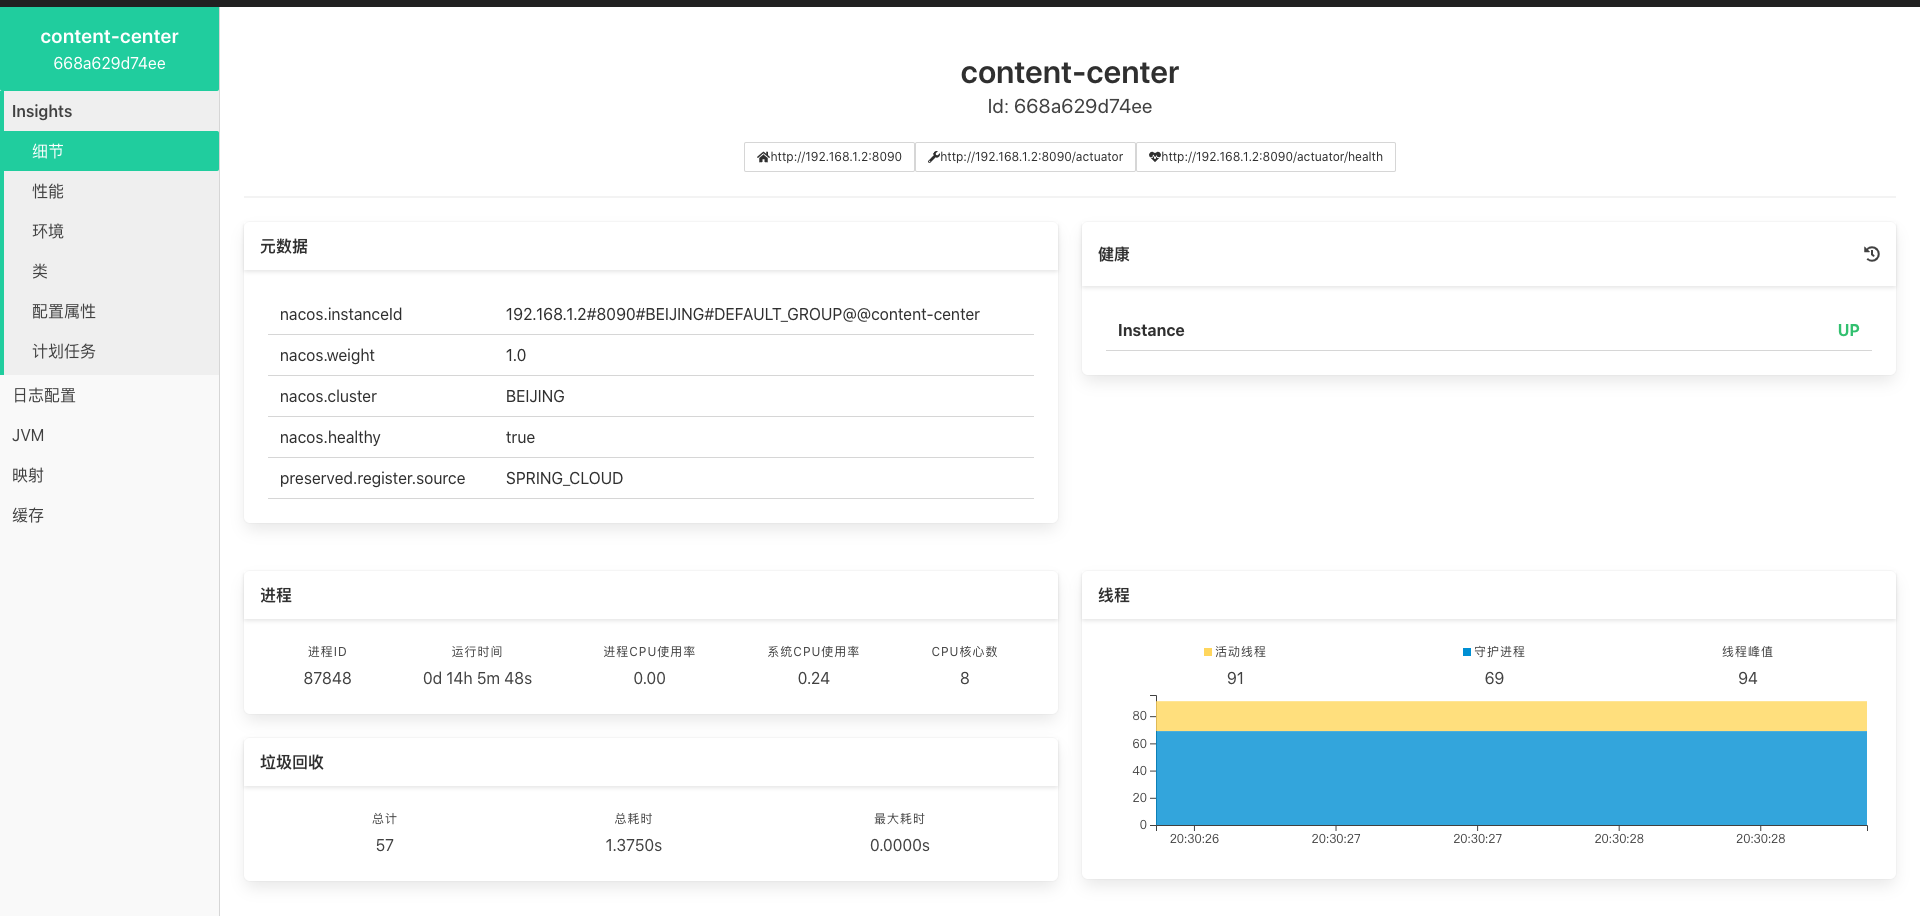 content-center
668a629d74ee
Insights
细节
性能
环境
类
配置属性
计划任务
日志配置
JVM
映射
缓存
content-center
Id: 668a629d74ee
http://192.168.1.2:8090 http://192.168.1.2:8090/actuator http://192.168.1.2:8090/actuator/health
元数据
nacos.instanceId 192.168.1.2#8090#BEIJING#DEFAULT_GROUP@@content-center
nacos.weight 1.0
nacos.cluster BEIJING
nacos.healthy true
preserved.register.source SPRING_CLOUD
健康
Instance UP
进程
进程ID 运行时间 进程CPU使用率 系统CPU使用率 CPU核心数
87848 0d 14h 5m 48s 0.00 0.24 8
垃圾回收
总计 总耗时 最大耗时
57 1.3750s 0.0000s
线程
活动线程 守护进程 线程峰值
91 69 94
80
60
40
20
0
20:30:26 20:30:27 20:30:27 20:30:28 20:30:28